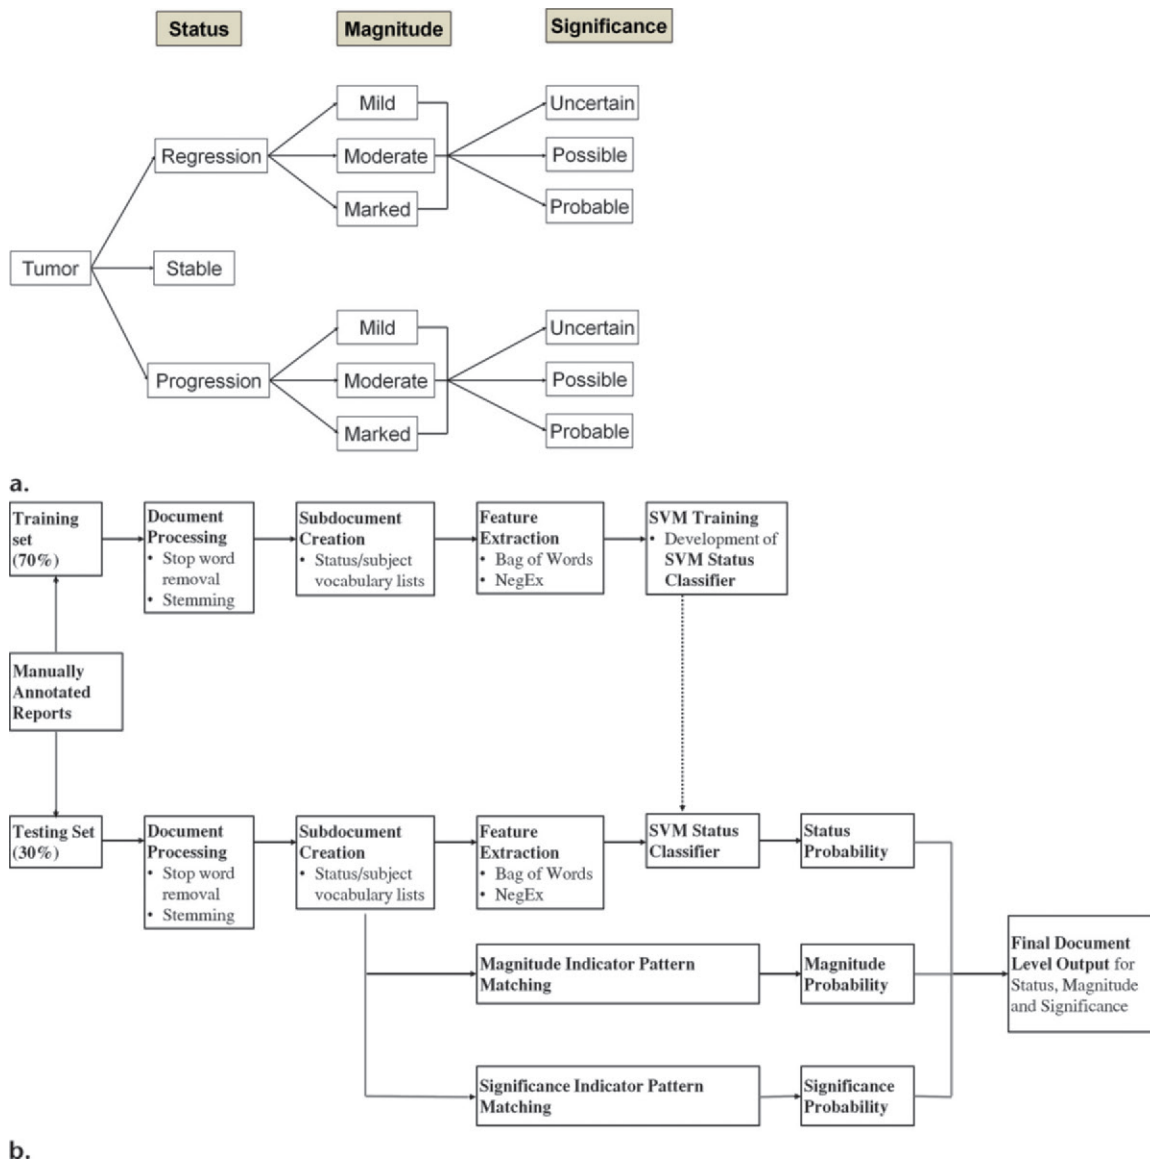 Status
Magnitude
Significance
Mild
Uncertain
Regression
Moderate
Possible
Marked
Probable
Tumor
Stable
Mild
Uncertain
Progression
Moderate
Possible
Marked
Probable
a.
Training
set
(70%)
Document
Processing
• Stop word
removal
• Stemming
Subdocument
Creation
• Status/subject
vocabulary lists
Feature
Extraction
• Bag of Words
• NegEx
SVM Training
• Development of
SVM Status
Classifier
Manually
Annotated
Reports
Testing Set
(30%)
Document
Processing
• Stop word
removal
• Stemming
Subdocument
Creation
• Status/subject
vocabulary lists
Feature
Extraction
• Bag of Words
• NegEx
SVM Status
Classifier
Status
Probability
Magnitude Indicator Pattern
Matching
Magnitude
Probability
Final Document
Level Output for
Status, Magnitude
and Significance
Significance Indicator Pattern
Matching
Significance
Probability
b.